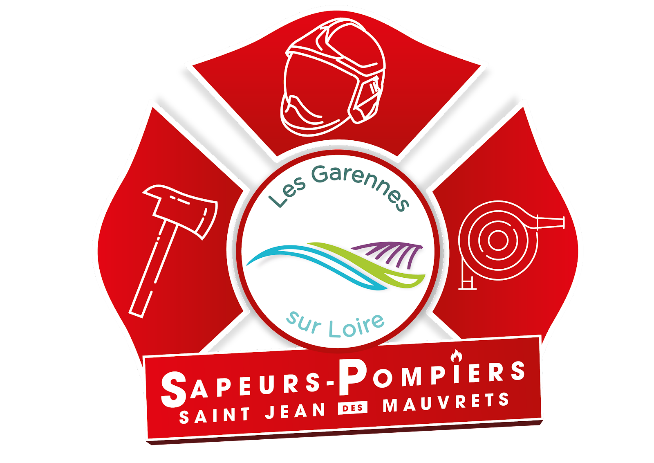 Les Garennes
sur Loire
SAPEURS-POMPIERS
SAINT JEAN DES MAUVRETS